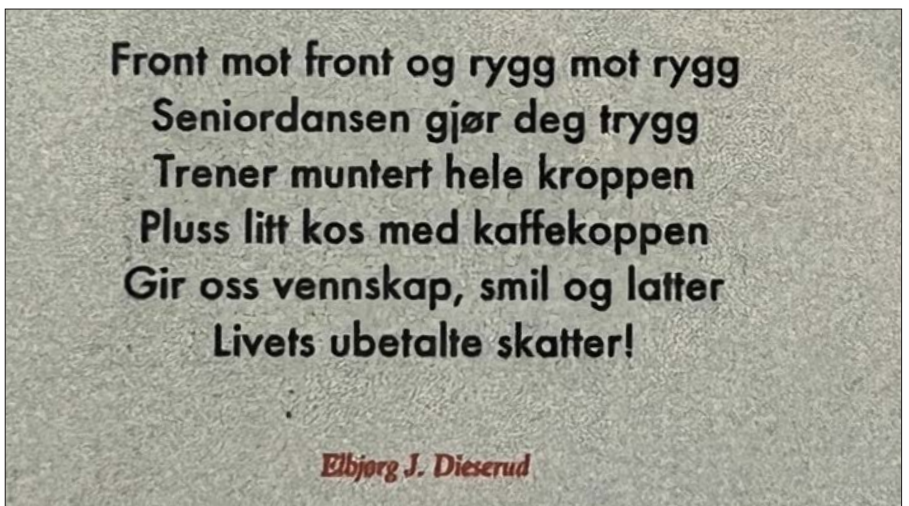 Front mot front og rygg mot rygg
Seniordansen gjør deg trygg
Trener muntert hele kroppen
Pluss litt kos med kaffekoppen
Gir oss vennskap, smil og latter
Livets ubetalte skatter!
Elbjørg J. Dieserud